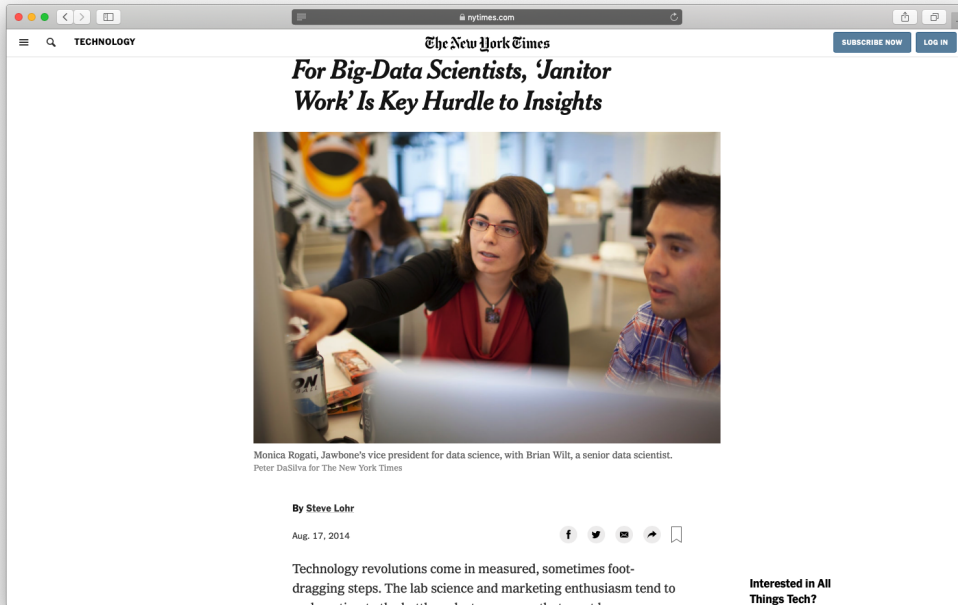 nytimes.com
TECHNOLOGY
The New York Times
SUBSCRIBE NOW
LOG IN
For Big-Data Scientists, ‘Janitor
Work’ Is Key Hurdle to Insights
ON
Monica Rogati, Jawbone's vice president for data science, with Brian Wilt, a senior data scientist.
Peter DaSilva for The New York Times
By Steve Lohr
Aug. 17, 2014
Technology revolutions come in measured, sometimes foot-
dragging steps. The lab science and marketing enthusiasm tend to
Interested in All
Things Tech?